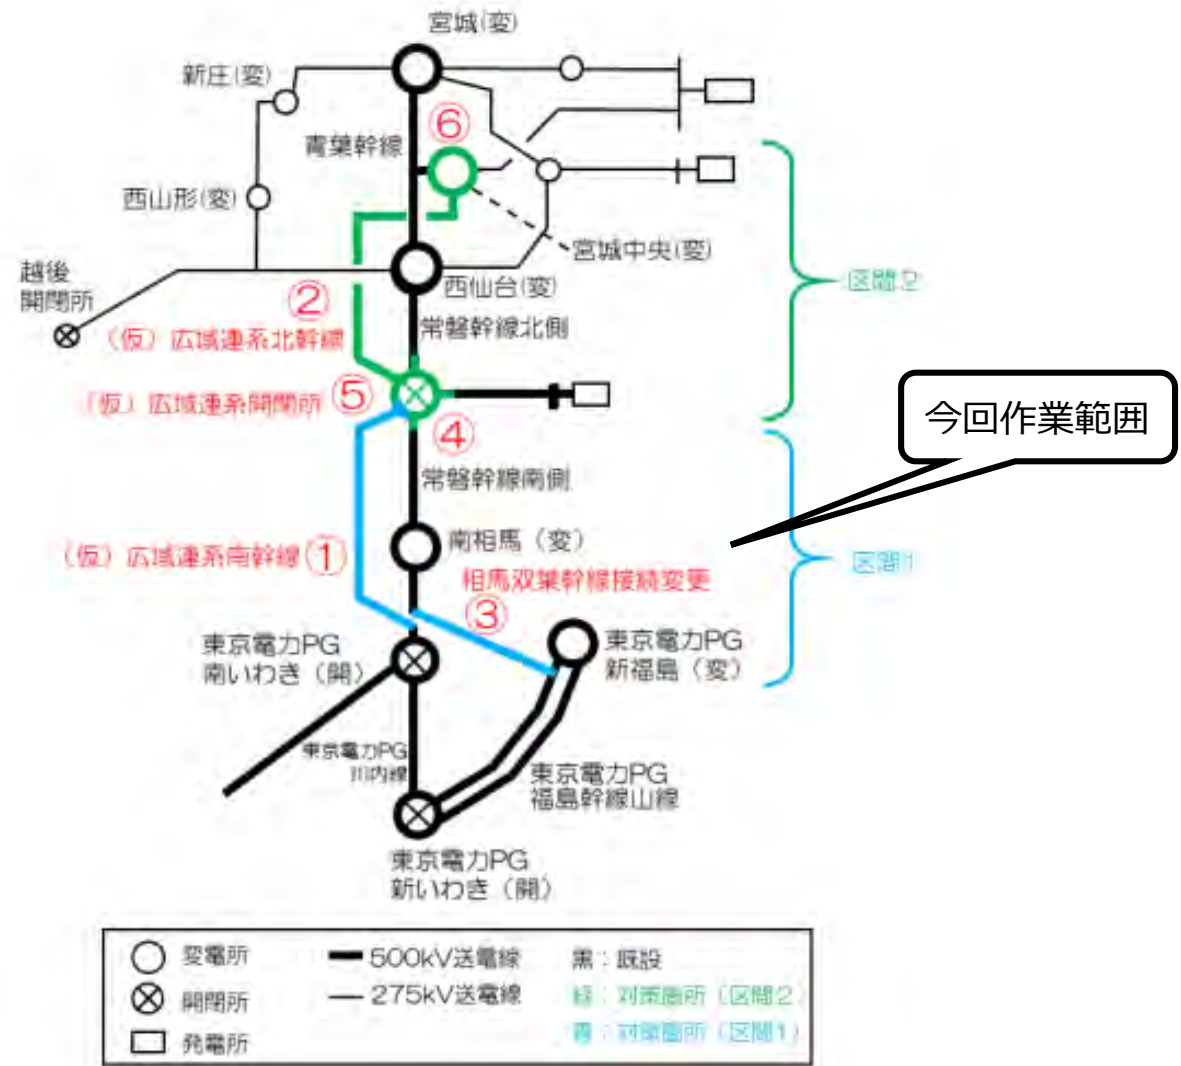 宮城(変)
新庄(変)
⑥
青葉幹線
西山形(変)
宮城中央(変)
越後
開閉所
②
西仙台(変)
区間2
(仮)広域連系北幹線
常磐幹線北側
(仮)広域連系開閉所
⑤
④
今回作業範囲
常磐幹線南側
(仮)広域連系南幹線
①
南相馬(変)
区間1
相馬双葉幹線接続変更
③
東京電力PG
南いわき(開)
東京電力PG
新福島(変)
東京電力PG
川内線
東京電力PG
福島幹線山線
東京電力PG
新いわき(開)
変電所
500kV送電線
黒:既設
開閉所
275kV送電線
緑:対策箇所(区間2)
発電所
青:対策箇所(区間1)